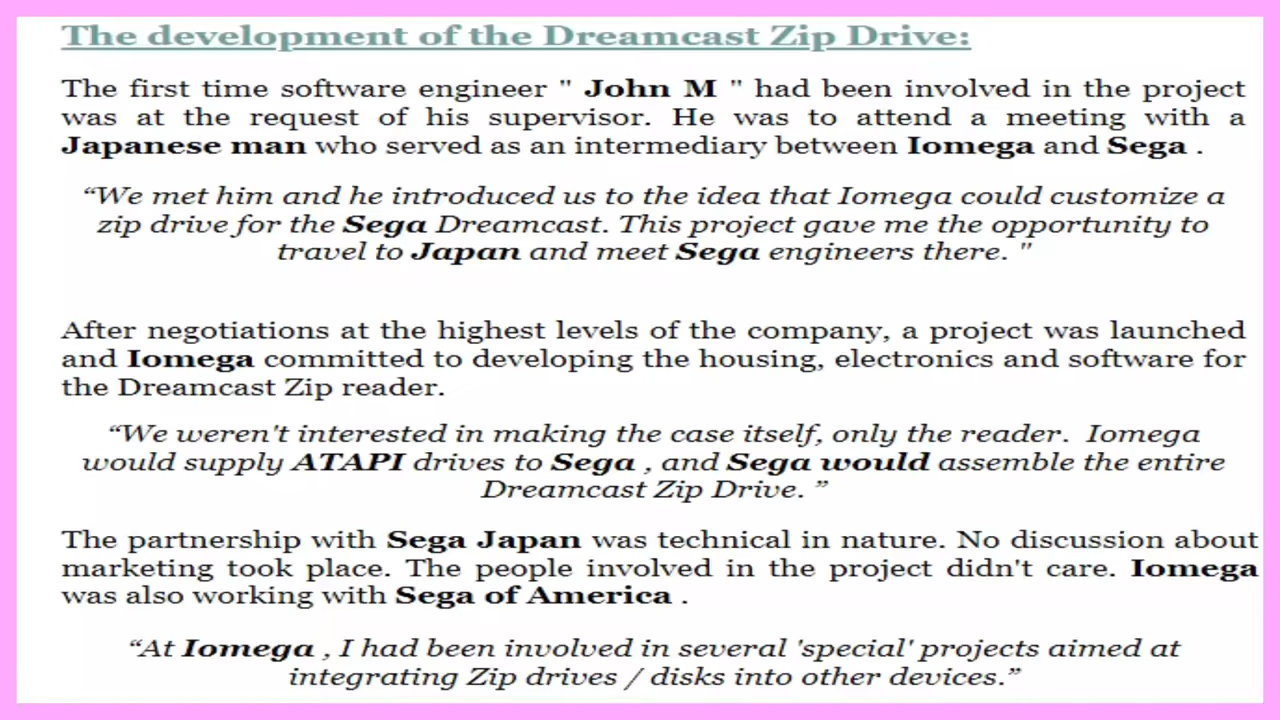 The development of the Dreamcast Zip Drive:
The first time software engineer " John M " had been involved in the project
was at the request of his supervisor. He was to attend a meeting with a
Japanese man who served as an intermediary between Iomega and Sega .
“We met him and he introduced us to the idea that Iomega could customize a
zip drive for the Sega Dreamcast. This project gave me the opportunity to
travel to Japan and meet Sega engineers there. "
After negotiations at the highest levels of the company, a project was launched
and Iomega committed to developing the housing, electronics and software for
the Dreamcast Zip reader.
“We weren't interested in making the case itself, only the reader. Iomega
would supply ATAPI drives to Sega , and Sega would assemble the entire
Dreamcast Zip Drive. ”
The partnership with Sega Japan was technical in nature. No discussion about
marketing took place. The people involved in the project didn't care. Iomega
was also working with Sega of America .
“At Iomega , I had been involved in several 'special' projects aimed at
integrating Zip drives / disks into other devices.”